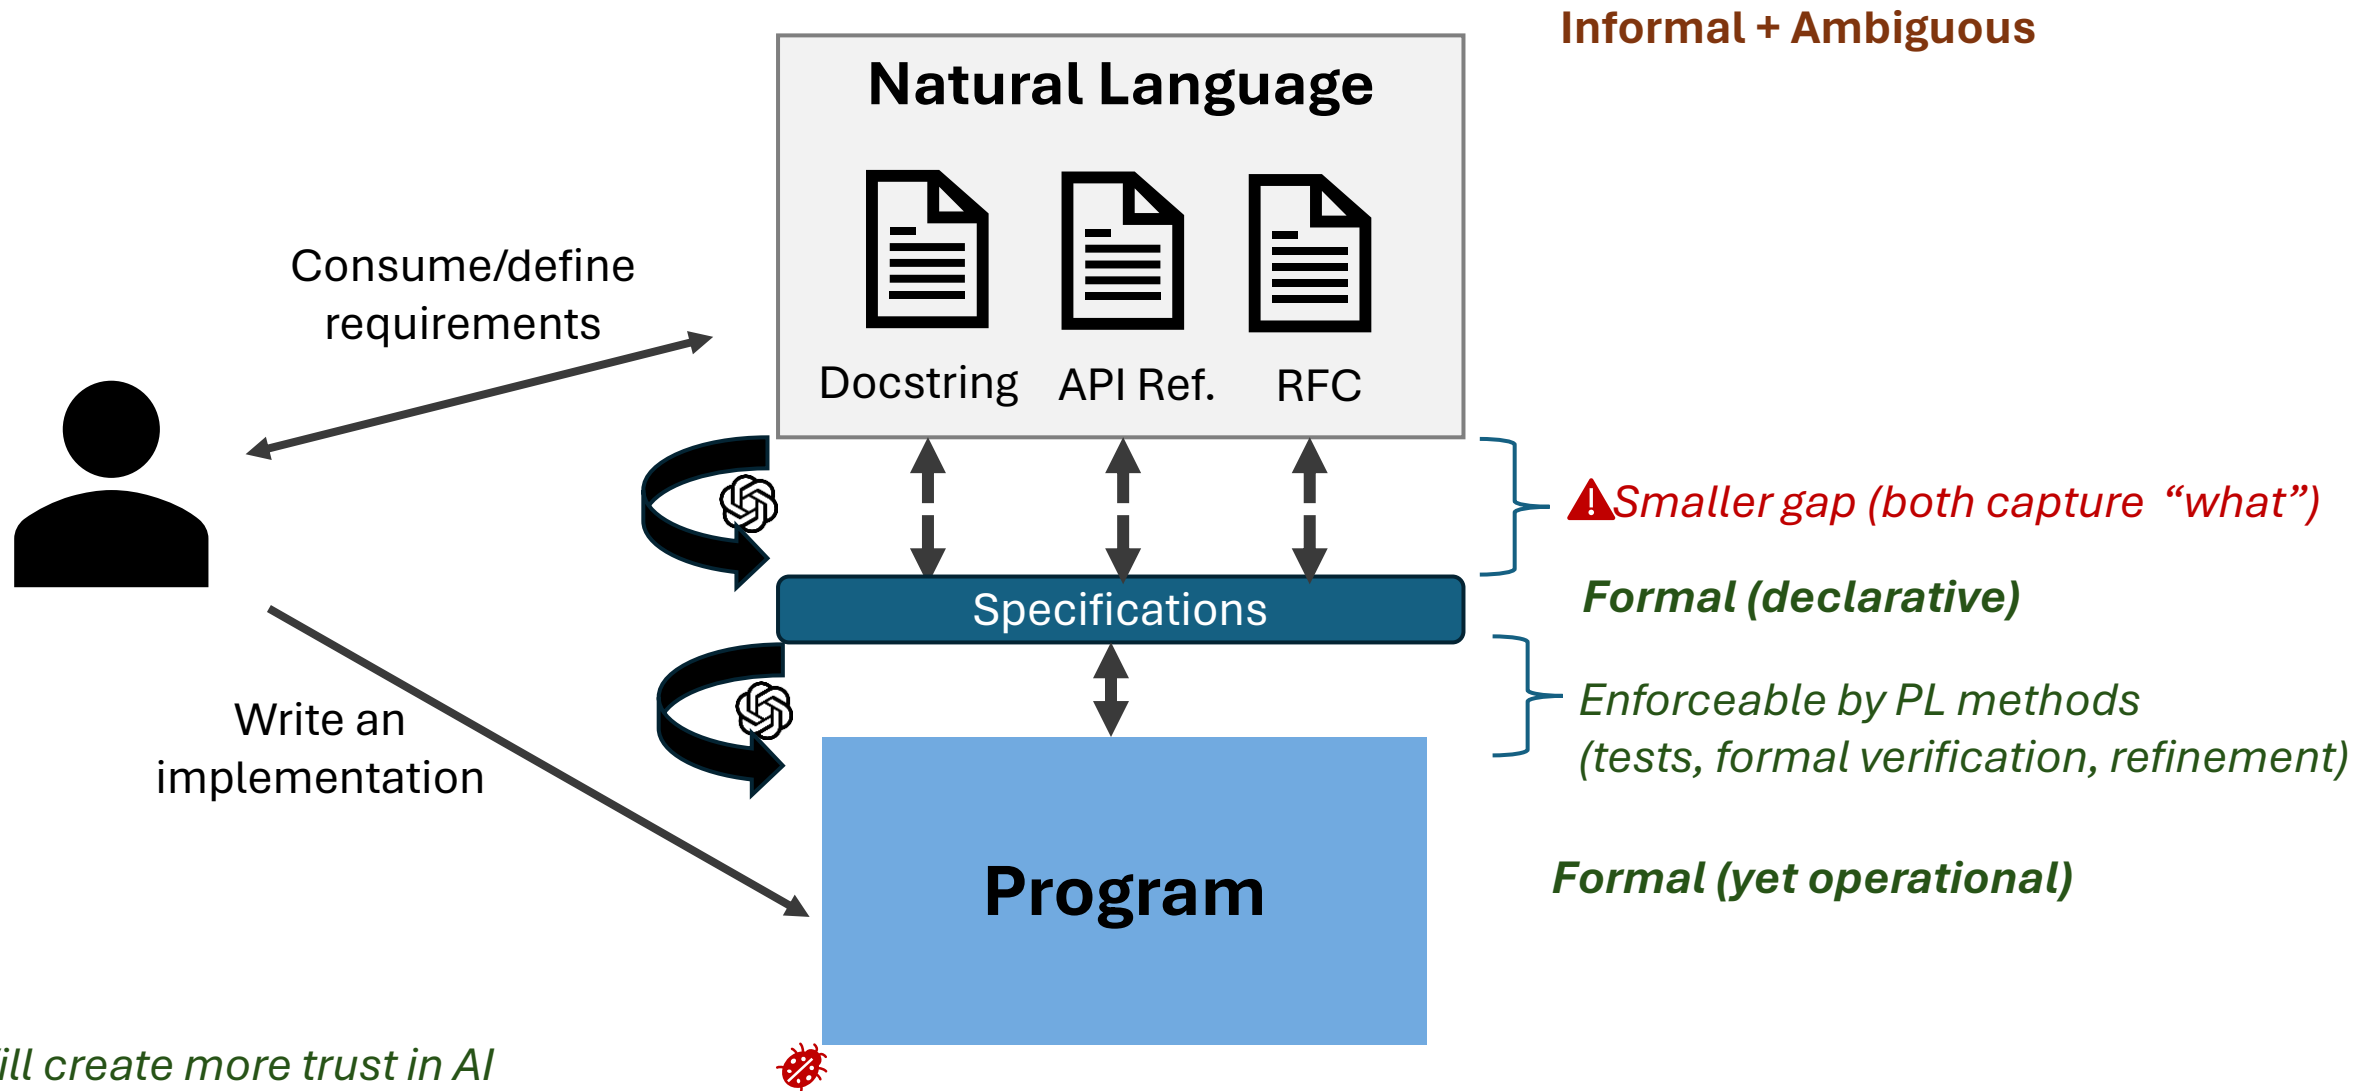 Informal + Ambiguous
Natural Language
Consume/define
requirements
Docstring
API Ref.
RFC
Smaller gap (both capture “what”)
Formal (declarative)
Specifications
Enforceable by PL methods
(tests, formal verification, refinement)
Write an
implementation
Program
Formal (yet operational)
create more trust in AI